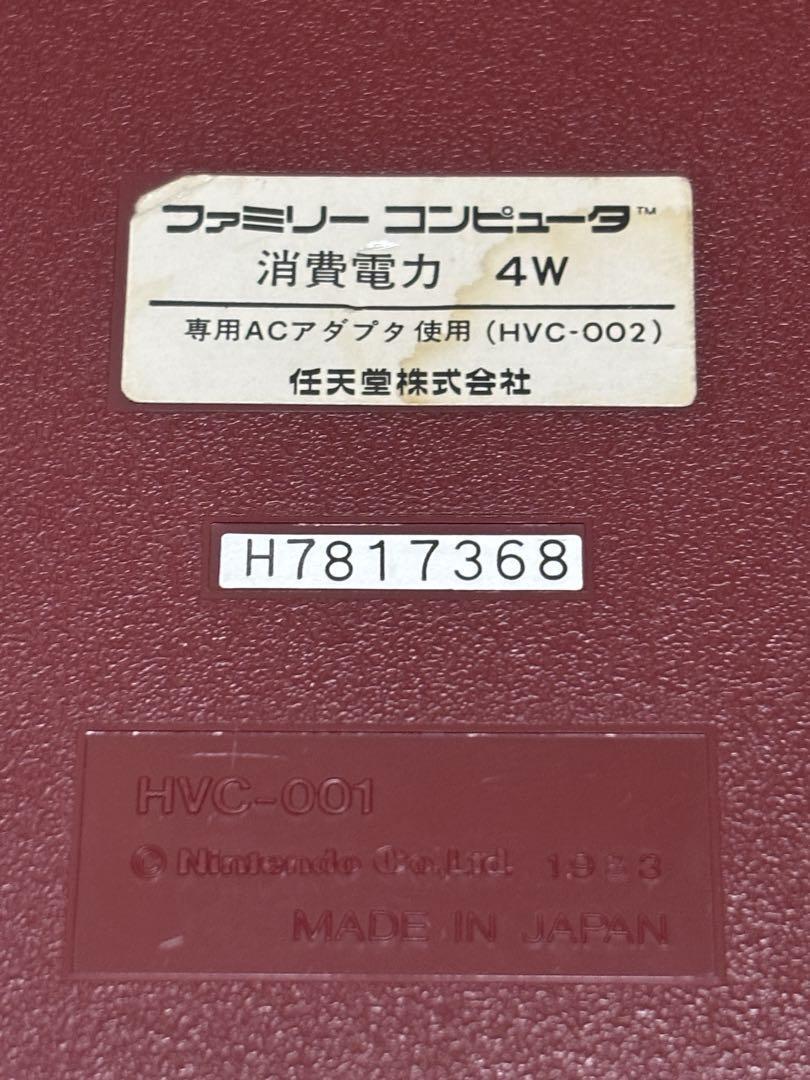 ファミリー コンピュータ™
消費電力 4W
専用ACアダプタ使用 (HVC-002)
任天堂株式会社
H7817368
HVC-001
© Nintendo Co.,Ltd. 1983
MADE IN JAPAN